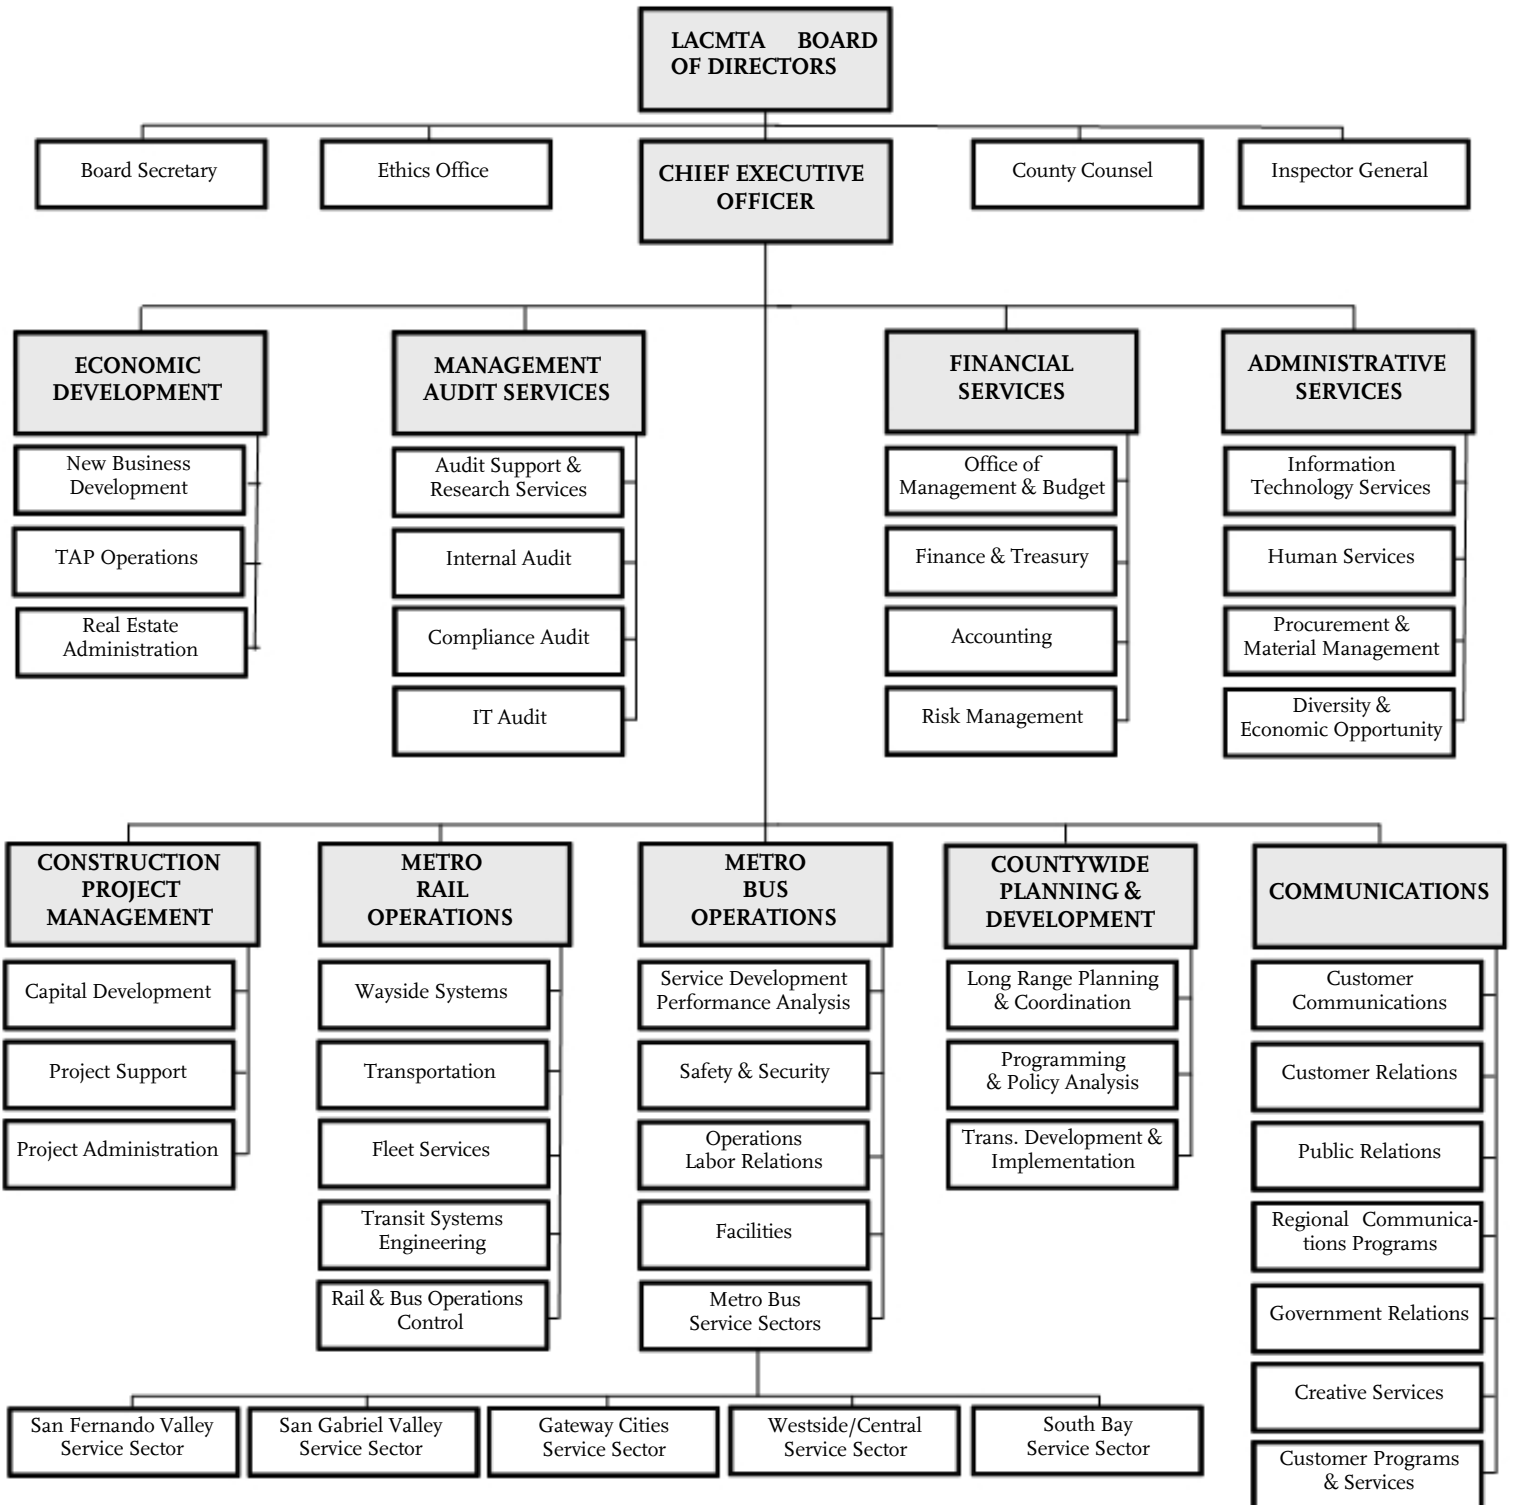 LACMTA BOARD
OF DIRECTORS
Board Secretary
Ethics Office
CHIEF EXECUTIVE
OFFICER
County Counsel
Inspector General
ECONOMIC
DEVELOPMENT
New Business
Development
TAP Operations
Real Estate
Administration
MANAGEMENT
AUDIT SERVICES
Audit Support &
Research Services
Internal Audit
Compliance Audit
IT Audit
FINANCIAL
SERVICES
Office of
Management & Budget
Finance & Treasury
Accounting
Risk Management
ADMINISTRATIVE
SERVICES
Information
Technology Services
Human Services
Procurement &
Material Management
Diversity &
Economic Opportunity
CONSTRUCTION
PROJECT
MANAGEMENT
Capital Development
Project Support
Project Administration
METRO
RAIL
OPERATIONS
Wayside Systems
Transportation
Fleet Services
Transit Systems
Engineering
Rail & Bus Operations
Control
METRO
BUS
OPERATIONS
Service Development
Performance Analysis
Safety & Security
Operations
Labor Relations
Facilities
Metro Bus
Service Sectors
COUNTYWIDE
PLANNING &
DEVELOPMENT
Long Range Planning
& Coordination
Programming
& Policy Analysis
Trans. Development &
Implementation
COMMUNICATIONS
Customer
Communications
Customer Relations
Public Relations
Regional Communica-
tions Programs
Government Relations
Creative Services
Customer Programs
& Services
San Fernando Valley
Service Sector
San Gabriel Valley
Service Sector
Gateway Cities
Service Sector
Westside/Central
Service Sector
South Bay
Service Sector